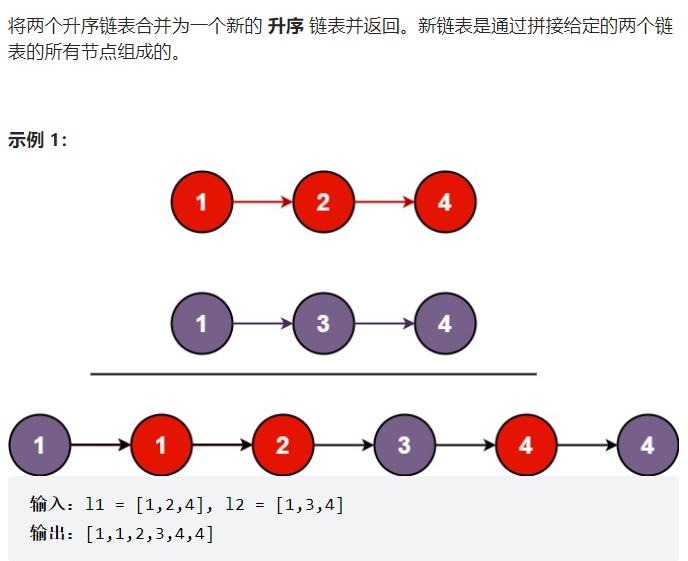 将两个升序链表合并为一个新的 升序 链表并返回。新链表是通过拼接给定的两个链
表的所有节点组成的。
示例 1：
1 2 4
1 3 4
1 1 2 3 4 4
输入：l1 = [1,2,4], l2 = [1,3,4]
输出：[1,1,2,3,4,4]